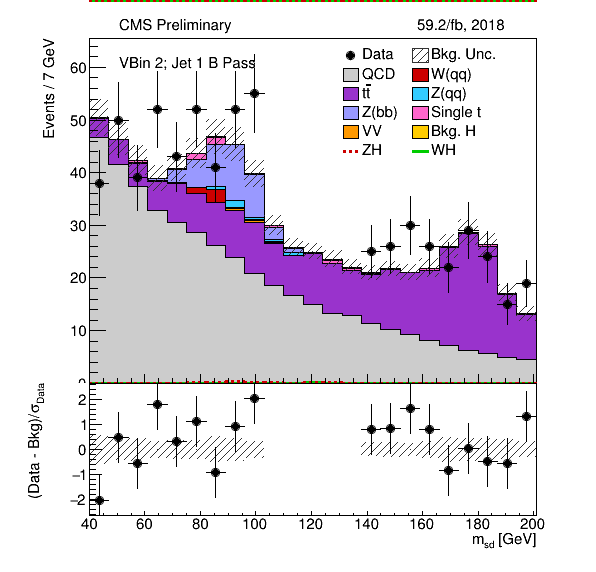 CMS Preliminary 59.2/fb, 2018
VBin 2; Jet 1 B Pass
Data Bkg. Unc.
QCD W(qq)
tt̄ Z(qq)
Z(bb) Single t
VV Bkg. H
ZH WH
Events / 7 GeV
60
50
40
30
20
10
0
(Data - Bkg)/σData
2
1
0
−1
−2
40 60 80 100 120 140 160 180 200
msd [GeV]